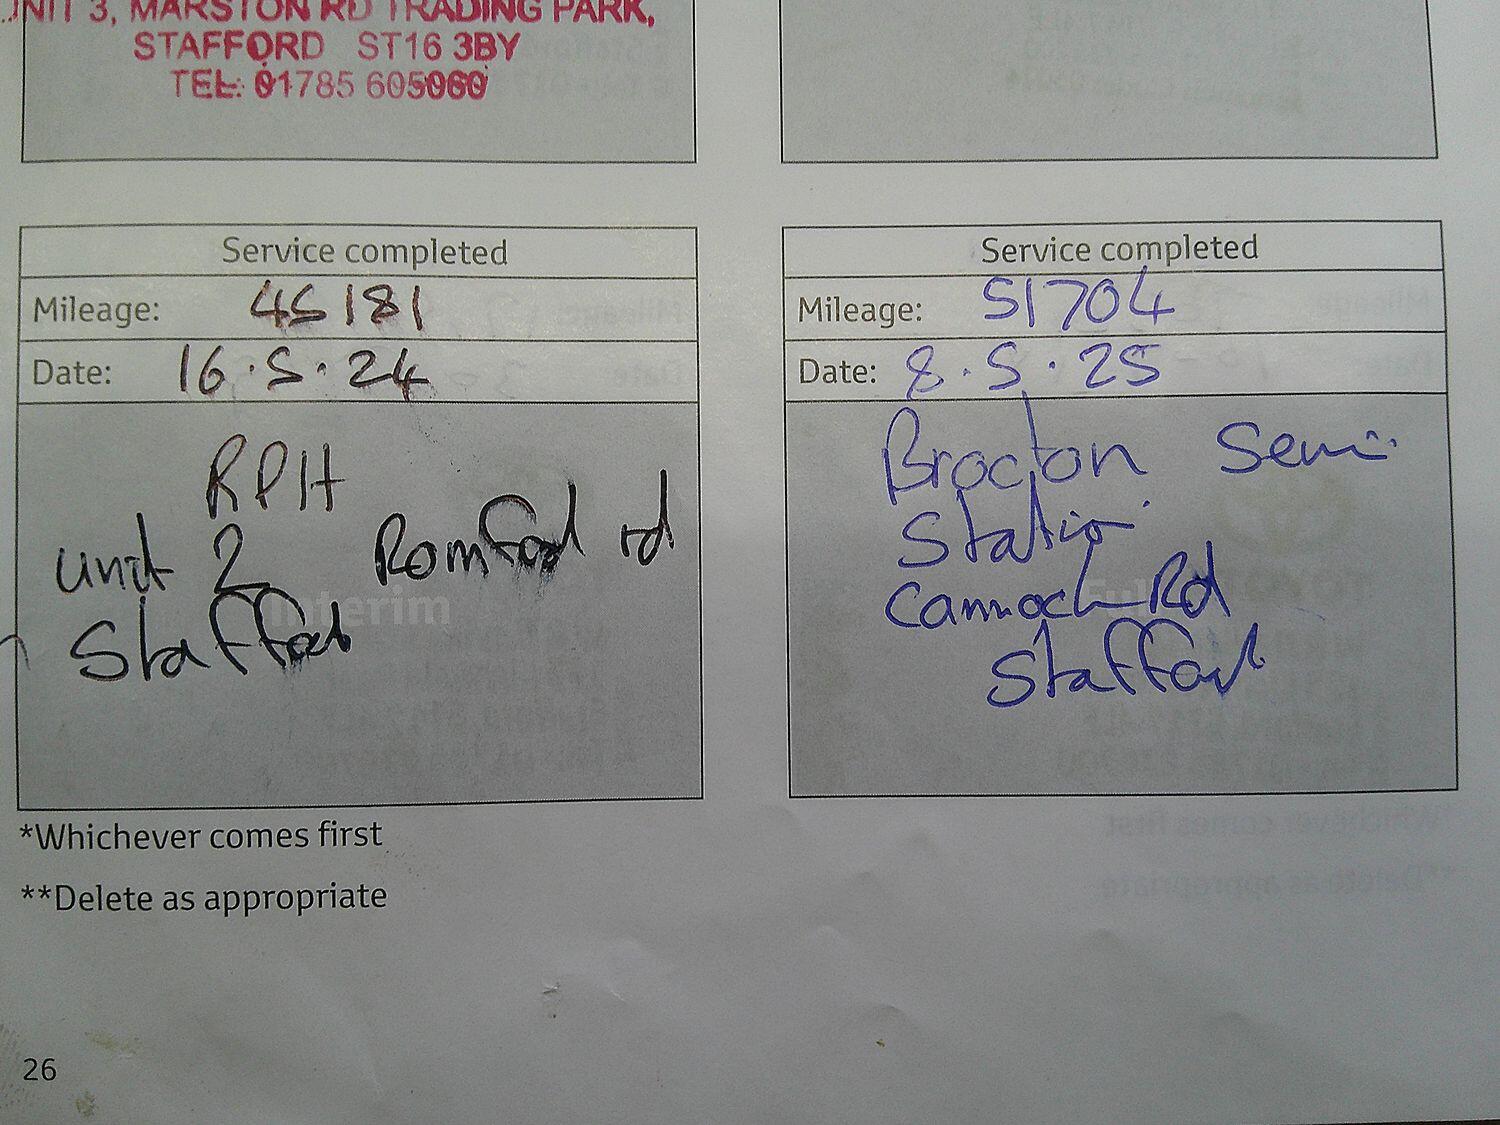 UNIT 3, MARSTON RD TRADING PARK,
STAFFORD ST16 3BY
TEL: 01785 605060
Service completed
Mileage: 45181
Date: 16.5.24
RPH
unit 2 Romford rd
Interim
Stafford
*Whichever comes first
**Delete as appropriate
26
Service completed
Mileage: 51704
Date: 8.5.25
Brocton
Station
Full
Cannock Rd
Stafford